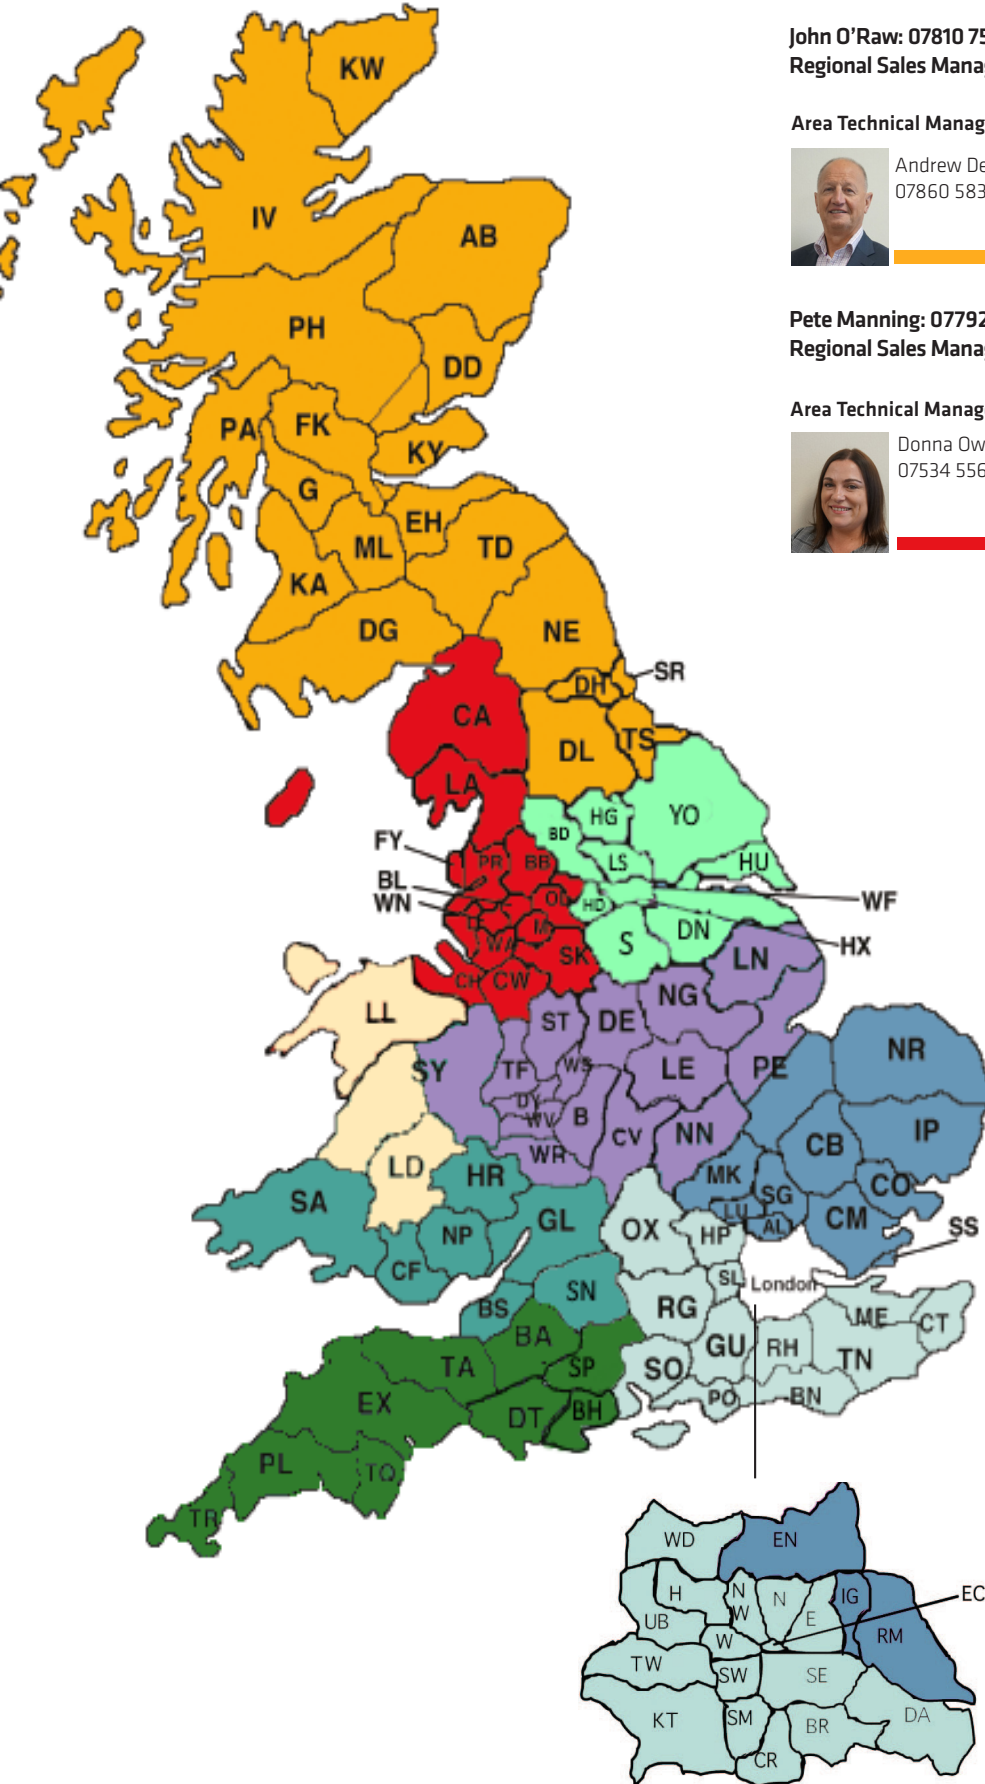 John O'Raw: 07810 75
Regional Sales Mana
Area Technical Manag
Andrew De
07860 583
Pete Manning: 07792
Regional Sales Mana
Area Technical Manag
Donna Ow
07534 556
KW
IV
AB
PH
DD
PA
FK
KY
G
EH
ML
TD
KA
DG
NE
SR
DH
CA
TS
DL
LA
HG
YO
BD
FY
PR
BB
LS
HU
BL
WN
OL
HD
WF
L
M
WA
S
DN
HX
SK
LN
CH
CW
NG
LL
ST
DE
NR
SY
TF
WS
LE
PE
DY
WV
B
CV
NN
CB
IP
WR
LD
HR
MK
SG
CO
SA
LU
AL
CM
SS
NP
GL
OX
HP
CF
SL
London
SN
BS
RG
ME
CT
BA
GU
RH
TN
TA
SP
SO
PO
BN
EX
DT
BH
PL
TQ
TR
WD
EN
H
N
W
N
IG
EC
UB
E
W
RM
TW
SW
SE
KT
SM
BR
DA
CR